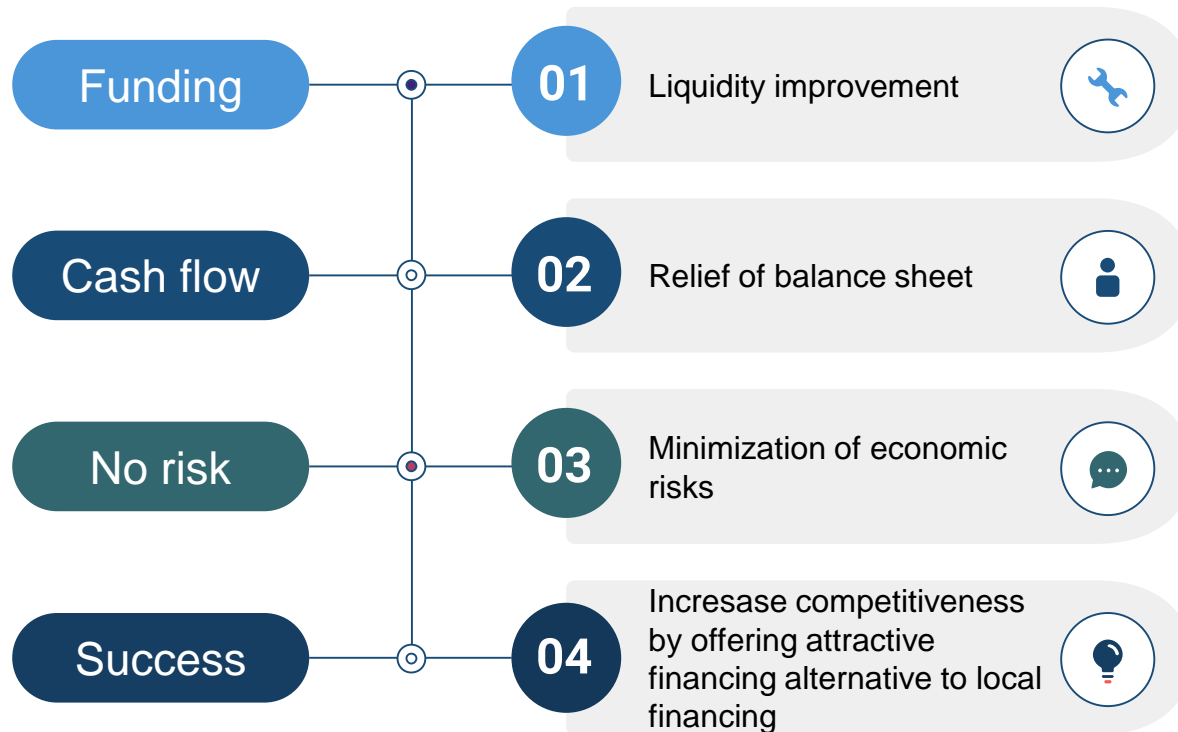 Funding
01
Liquidity improvement
Cash flow
02
Relief of balance sheet
No risk
03
Minimization of economic
risks
Success
04
Incresase competitiveness
by offering attractive
financing alternative to local
financing